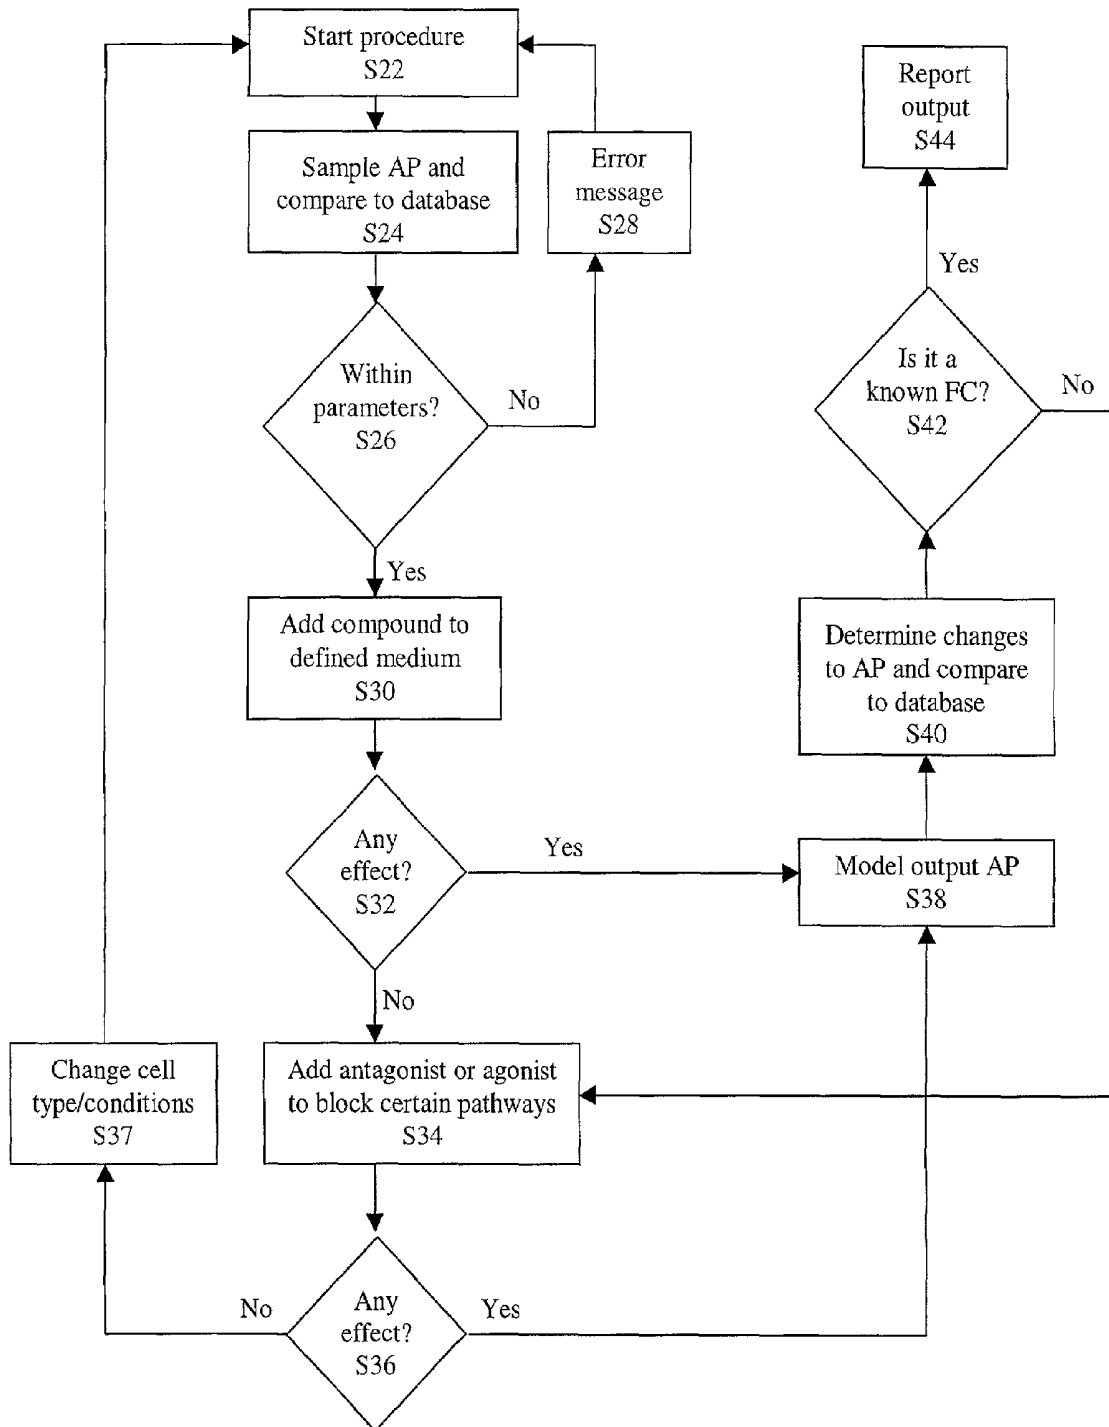 Start procedure
S22
Sample AP and
compare to database
S24
Error
message
S28
Within
parameters?
S26
No
Yes
Add compound to
defined medium
S30
Any
effect?
S32
Yes
No
Add antagonist or agonist
to block certain pathways
S34
Change cell
type/conditions
S37
Any
effect?
S36
No
Yes
Model output AP
S38
Determine changes
to AP and compare
to database
S40
Is it a
known FC?
S42
No
Yes
Report
output
S44